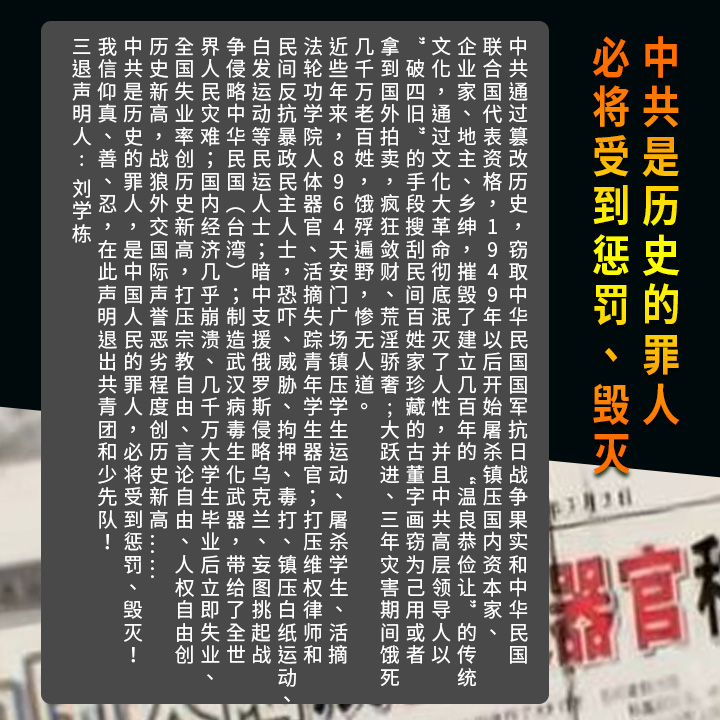 中共是历史的罪人
必将受到惩罚、毁灭
中共通过篡改历史，窃取中华民国国军抗日战争果实和中华民国
联合国代表资格，1949年以后开始屠杀镇压国内资本家、
企业家、地主、乡绅，摧毁了建立几百年的“温良恭俭让”的传统
文化，通过文化大革命彻底泯灭了人性，并且中共高层领导人以
“破四旧”的手段搜刮民间百姓家珍藏的古董字画窃为己用或者
拿到国外拍卖，疯狂敛财、荒淫骄奢；大跃进、三年灾害期间饿死
几千万老百姓，饿殍遍野，惨无人道。
近些年来，8964天安门广场镇压学生运动、屠杀学生、活摘
法轮功学院人体器官、活摘失踪青年学生器官；打压维权律师和
民间反抗暴政民主人士，恐吓、威胁、拘押、毒打、镇压白纸运动、
白发运动等民运人士；暗中支援俄罗斯侵略乌克兰、妄图挑起战
争侵略中华民国（台湾）；制造武汉病毒生化武器，带给了全世
界人民灾难；国内经济几乎崩溃、几千万大学生毕业后立即失业、
全国失业率创历史新高，打压宗教自由、言论自由、人权自由创
历史新高，战狼外交国际声誉恶劣程度创历史新高……
中共是历史的罪人，是中国人民的罪人，必将受到惩罚、毁灭！
我信仰真、善、忍，在此声明退出共青团和少先队！
三退声明人：刘学栋
器官